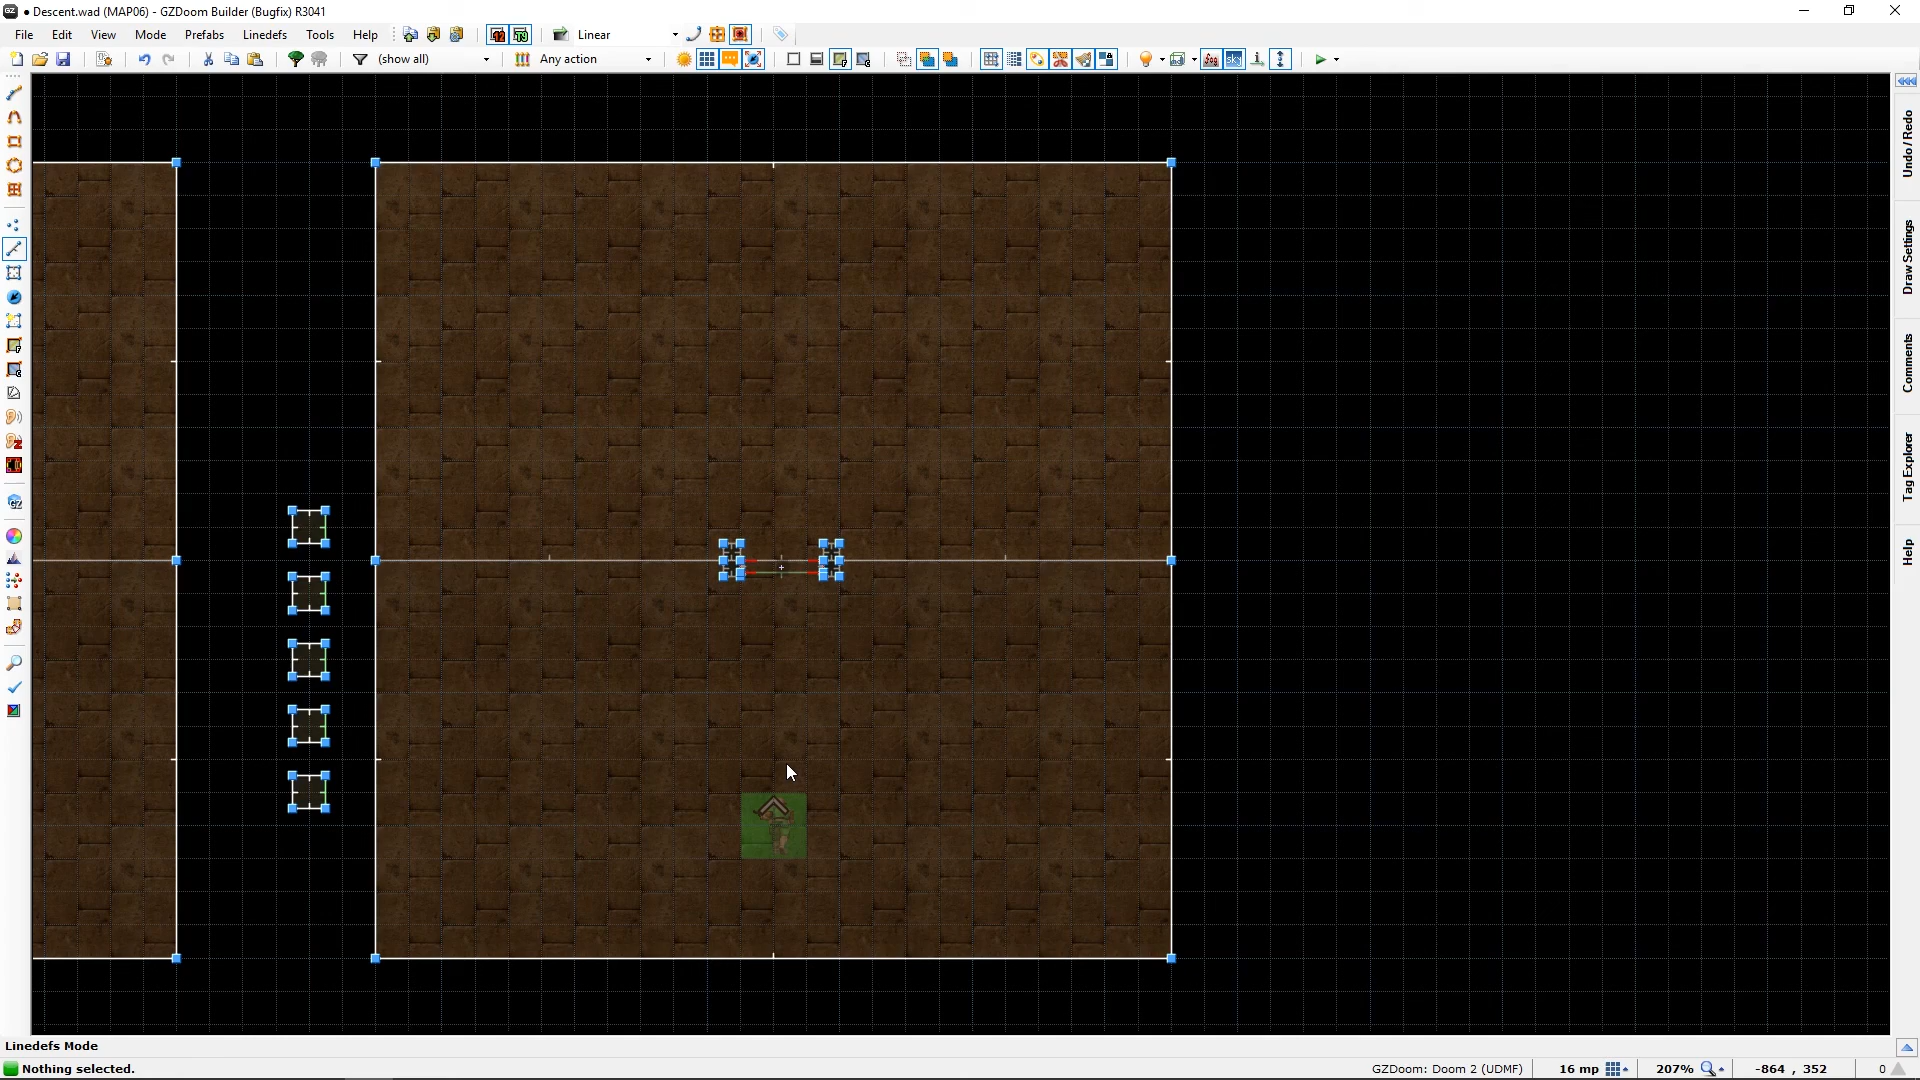 • Descent.wad (MAP06) - GZDoom Builder (Bugfix) R3041
File Edit View Mode Prefabs Linedefs Tools Help
Linear
(show all)
Any action
Undo / Redo
Draw Settings
Comments
Tag Explorer
Help
Linedefs Mode
Nothing selected.
GZDoom: Doom 2 (UDMF)
16 mp
207%
-864 , 352
0